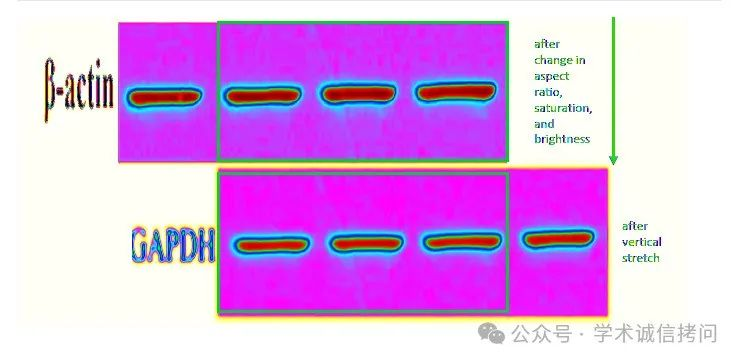 β-actin
after
change in
aspect
ratio,
saturation,
and
brightness
GAPDH
after
vertical
stretch
公众号 · 学术诚信拷问